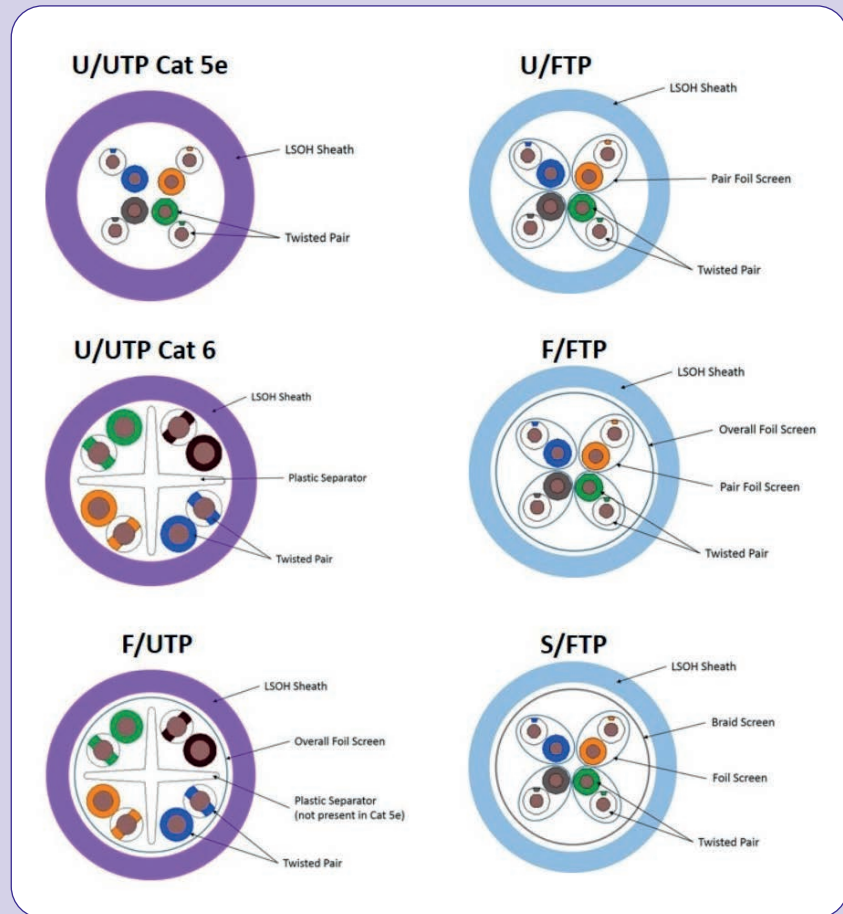 U/UTP Cat 5e
LSOH Sheath
Twisted Pair
U/FTP
LSOH Sheath
Pair Foil Screen
Twisted Pair
U/UTP Cat 6
LSOH Sheath
Plastic Separator
Twisted Pair
F/FTP
LSOH Sheath
Overall Foil Screen
Pair Foil Screen
Twisted Pair
F/UTP
LSOH Sheath
Overall Foil Screen
Plastic Separator
(not present in Cat 5e)
Twisted Pair
S/FTP
LSOH Sheath
Braid Screen
Foil Screen
Twisted Pair